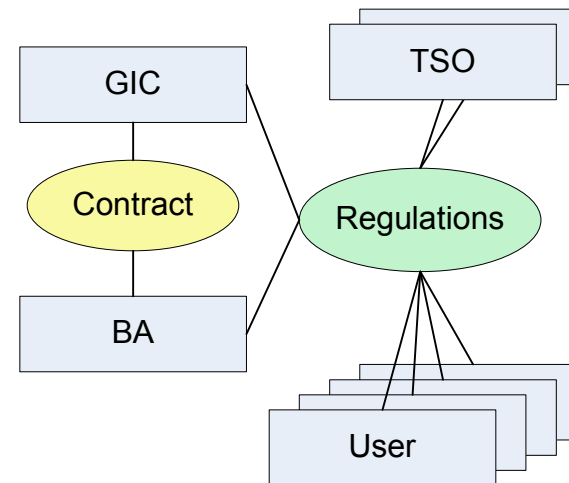 GIC
TSO
Contract
Regulations
BA
User